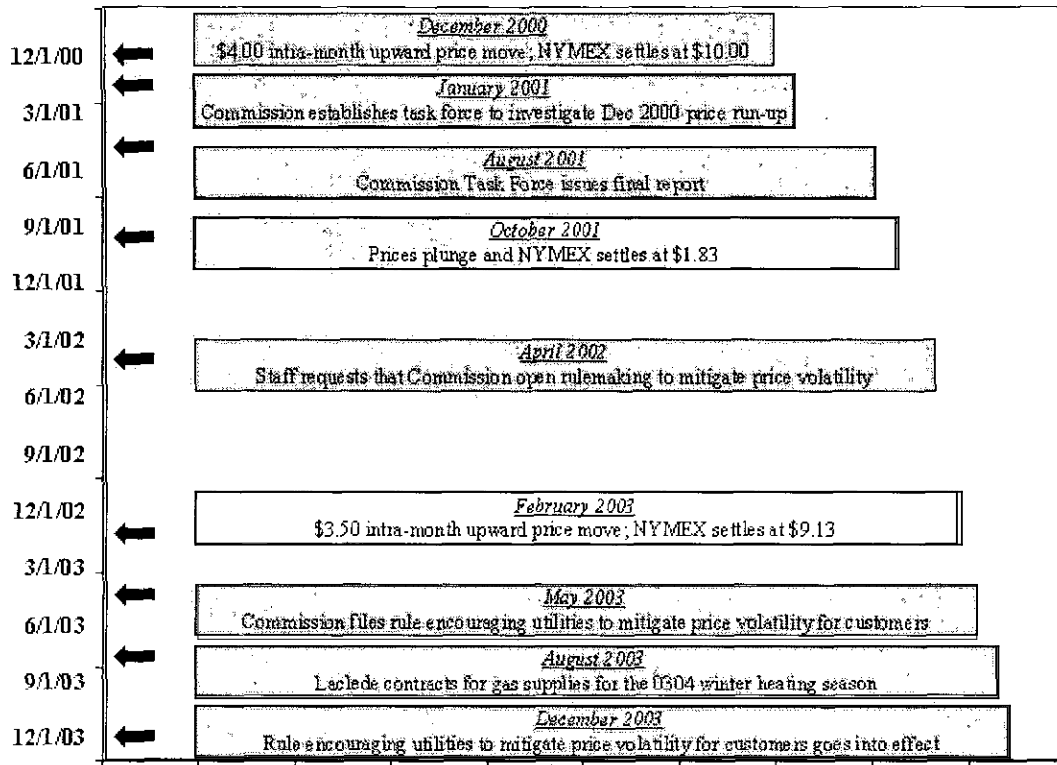 12/1/00
December 2000
$4.00 intra-month upward price move; NYMEX settles at $10.00
January 2001
Commission establishes task force to investigate Dec 2000 price run-up
3/1/01
August 2001
Commission Task Force issues final report
6/1/01
9/1/01
October 2001
Prices plunge and NYMEX settles at $1.83
12/1/01
3/1/02
April 2002
Staff requests that Commission open rulemaking to mitigate price volatility
6/1/02
9/1/02
12/1/02
February 2003
$3.50 intra-month upward price move; NYMEX settles at $9.13
3/1/03
May 2003
Commission files rule encouraging utilities to mitigate price volatility for customers
6/1/03
August 2003
Laclede contracts for gas supplies for the 0304 winter heating season
9/1/03
December 2003
Rule encouraging utilities to mitigate price volatility for customers goes into effect
12/1/03